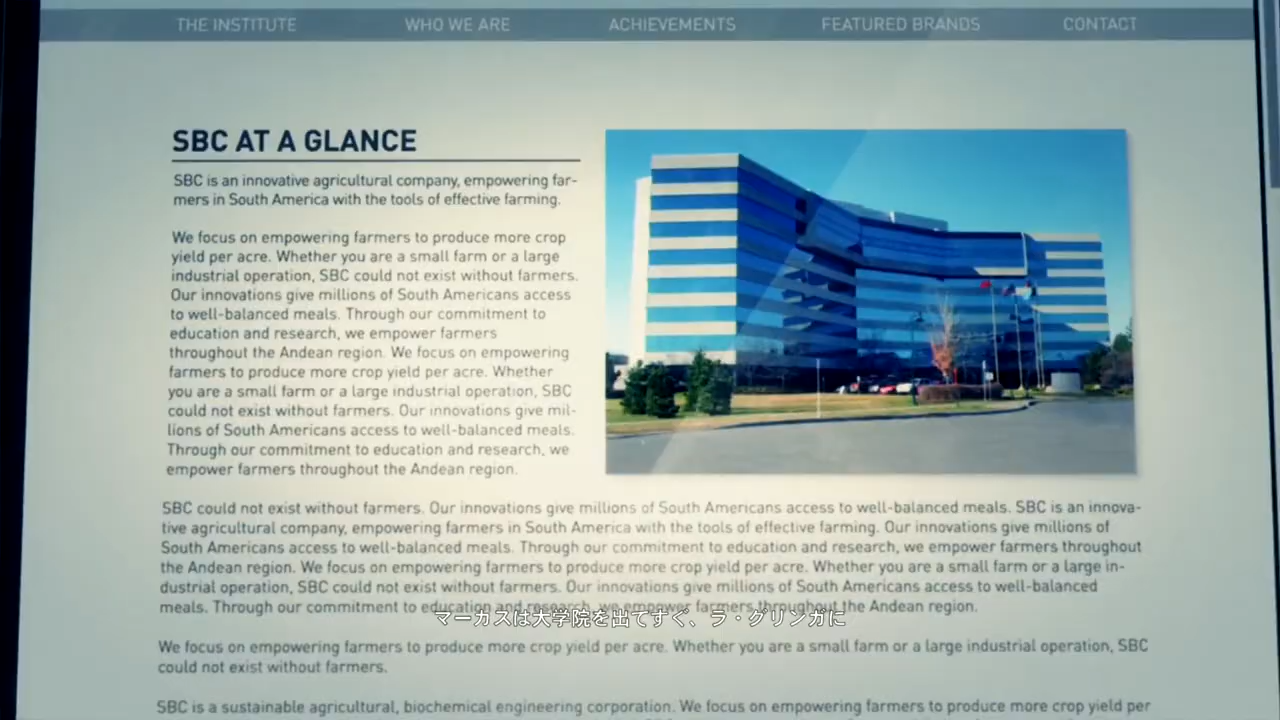 THE INSTITUTE
WHO WE ARE
ACHIEVEMENTS
FEATURED BRANDS
CONTACT
SBC AT A GLANCE
SBC is an innovative agricultural company, empowering far-
mers in South America with the tools of effective farming.
We focus on empowering farmers to produce more crop
yield per acre. Whether you are a small farm or a large
industrial operation, SBC could not exist without farmers.
Our innovations give millions of South Americans access
to well-balanced meals. Through our commitment to
education and research, we empower farmers
throughout the Andean region. We focus on empowering
farmers to produce more crop yield per acre. Whether
you are a small farm or a large industrial operation, SBC
could not exist without farmers. Our innovations give mil-
lions of South Americans access to well-balanced meals.
Through our commitment to education and research, we
empower farmers throughout the Andean region.
SBC could not exist without farmers. Our innovations give millions of South Americans access to well-balanced meals. SBC is an innova-
tive agricultural company, empowering farmers in South America with the tools of effective farming. Our innovations give millions of
South Americans access to well-balanced meals. Through our commitment to education and research, we empower farmers throughout
the Andean region. We focus on empowering farmers to produce more crop yield per acre. Whether you are a small farm or a large in-
dustrial operation, SBC could not exist without farmers. Our innovations give millions of South Americans access to well-balanced
meals. Through our commitment to education and research, we empower farmers throughout the Andean region.
マーカスは大学院を出てすぐ、ラ・グリンガに
We focus on empowering farmers to produce more crop yield per acre. Whether you are a small farm or a large industrial operation, SBC
could not exist without farmers.
SBC is a sustainable agricultural, biochemical engineering corporation. We focus on empowering farmers to produce more crop yield per